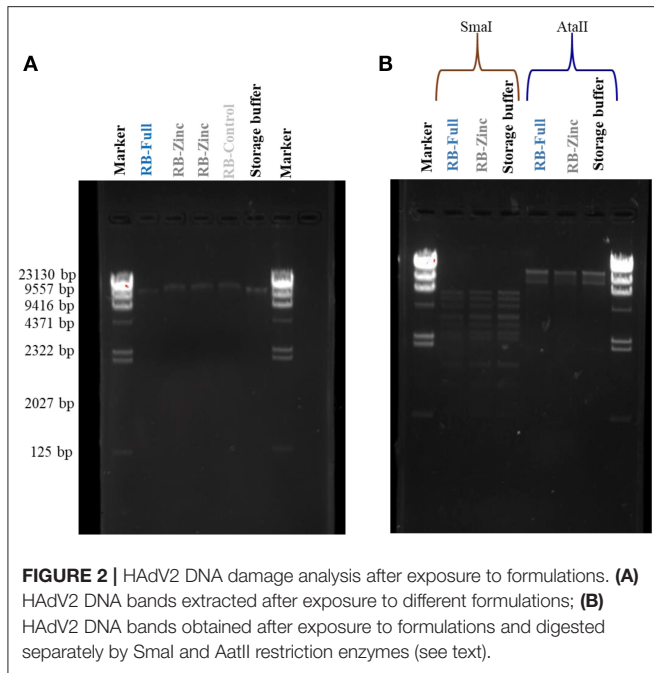 SmaI AtaII
A
B
Marker
RB-Full
RB-Zinc
RB-Zinc
RB-Control
Storage buffer
Marker
Marker
RB-Full
RB-Zinc
Storage buffer
RB-Full
RB-Zinc
Storage buffer
23130 bp
9557 bp
9416 bp
4371 bp
2322 bp
2027 bp
125 bp
FIGURE 2 | HAdV2 DNA damage analysis after exposure to formulations. (A)
HAdV2 DNA bands extracted after exposure to different formulations; (B)
HAdV2 DNA bands obtained after exposure to formulations and digested
separately by SmaI and AatII restriction enzymes (see text).